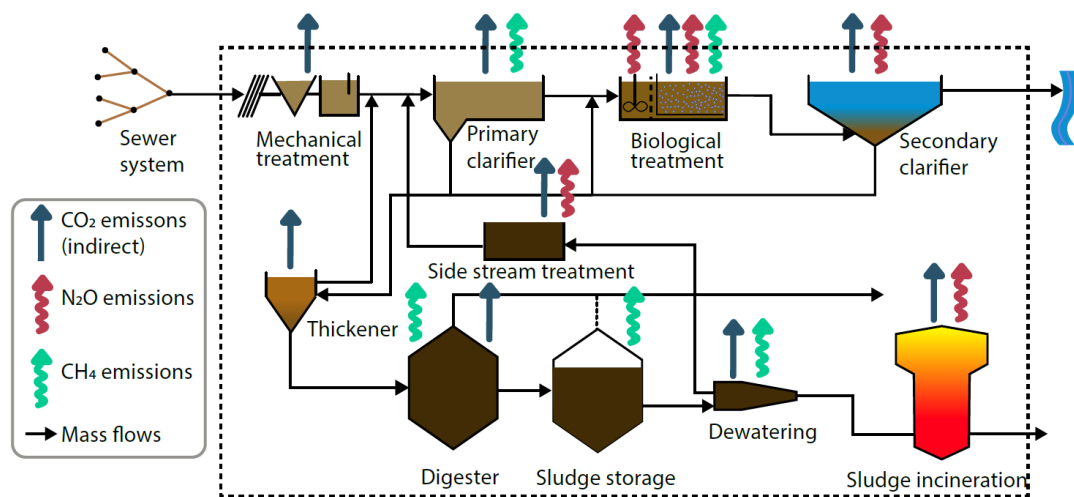 Sewer
system
Mechanical
treatment
Primary
clarifier
Biological
treatment
Secondary
clarifier
CO₂ emissons
(indirect)
N₂O emissions
CH₄ emissions
Mass flows
Side stream treatment
Thickener
Digester
Sludge storage
Dewatering
Sludge incineration